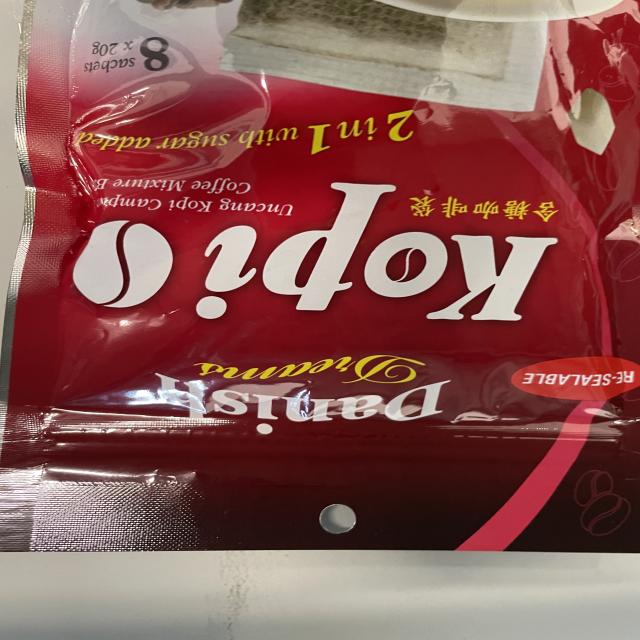 Danish
Dreams
RE-SEALABLE
Kopi O
含糖咖啡袋
Uncang Kopi
Coffee Mixture
2 in 1 with sugar added
8 sachets
x 20g